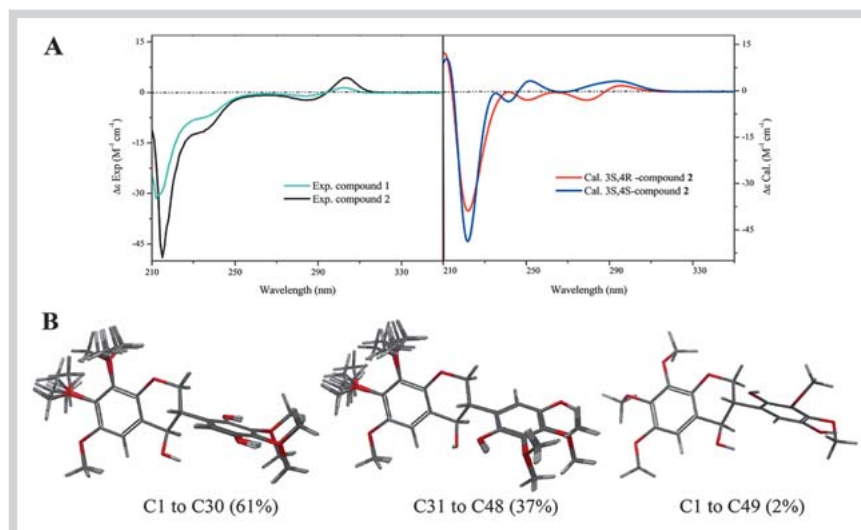 A
15
0
-15
-30
-45
Δε Exp (M⁻¹ cm⁻¹)
Exp. compound 1
Exp. compound 2
210
250
290
330
Wavelength (nm)
Cal. 3S,4R -compound 2
Cal. 3S,4S-compound 2
210
250
290
330
Wavelength (nm)
15
0
-15
-30
-45
Δε Cal. (M⁻¹ cm⁻¹)
B
C1 to C30 (61%)
C31 to C48 (37%)
C1 to C49 (2%)